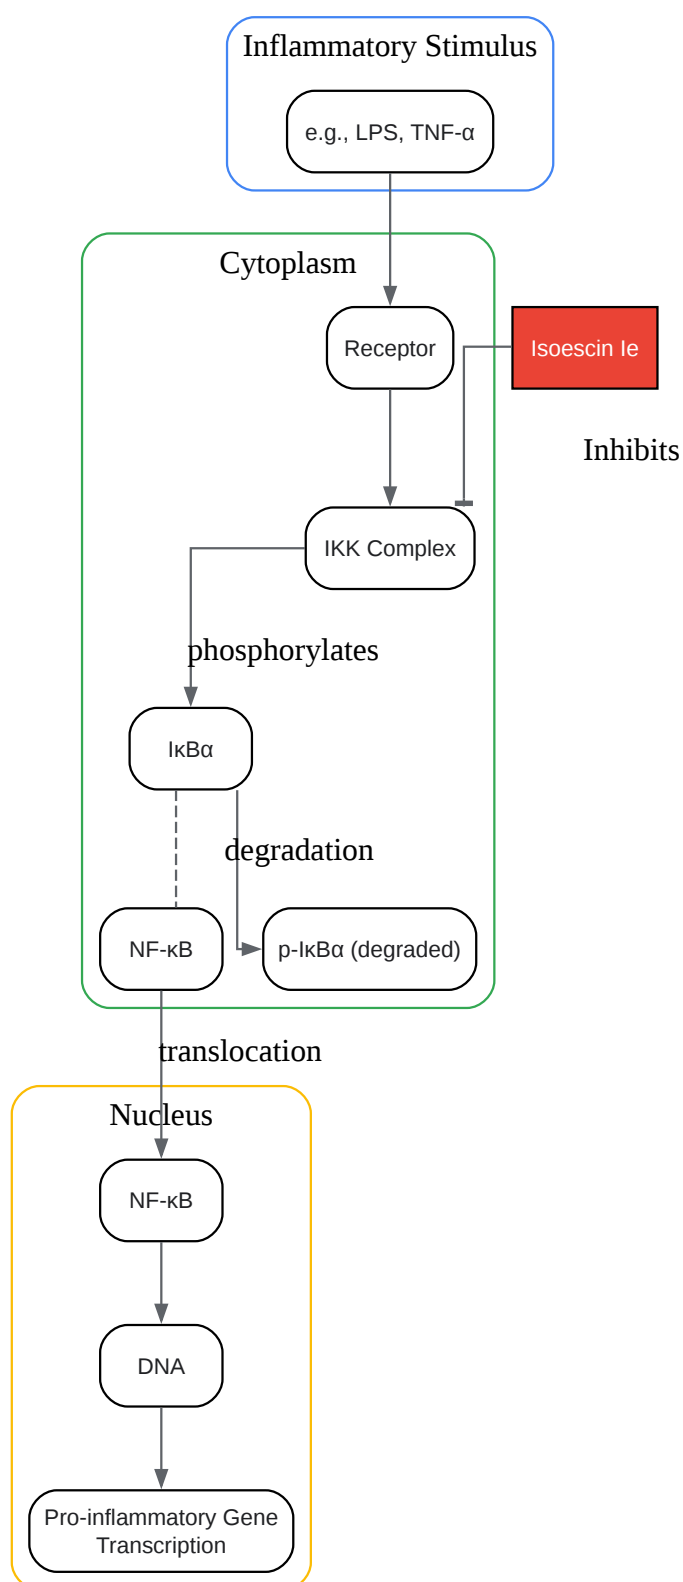 Inflammatory Stimulus
e.g., LPS, TNF-α
Cytoplasm
Receptor
Isoescin Ie
Inhibits
IKK Complex
phosphorylates
IκBα
degradation
NF-κB
p-IκBα (degraded)
translocation
Nucleus
NF-κB
DNA
Pro-inflammatory Gene
Transcription